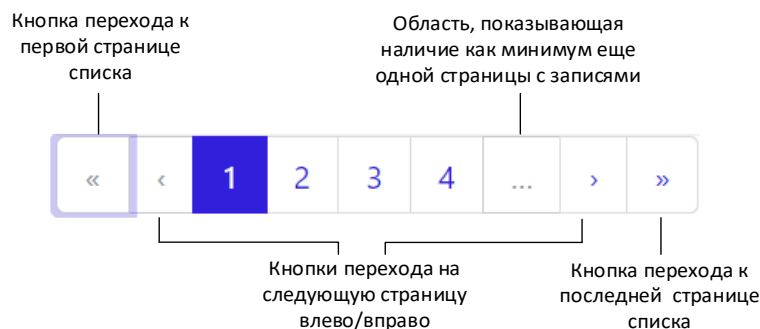 Кнопка перехода к
первой странице
списка
Область, показывающая
наличие как минимум еще
одной страницы с записями
« ‹ 1 2 3 4 ... › »
Кнопки перехода на
следующую страницу
влево/вправо
Кнопка перехода к
последней странице
списка